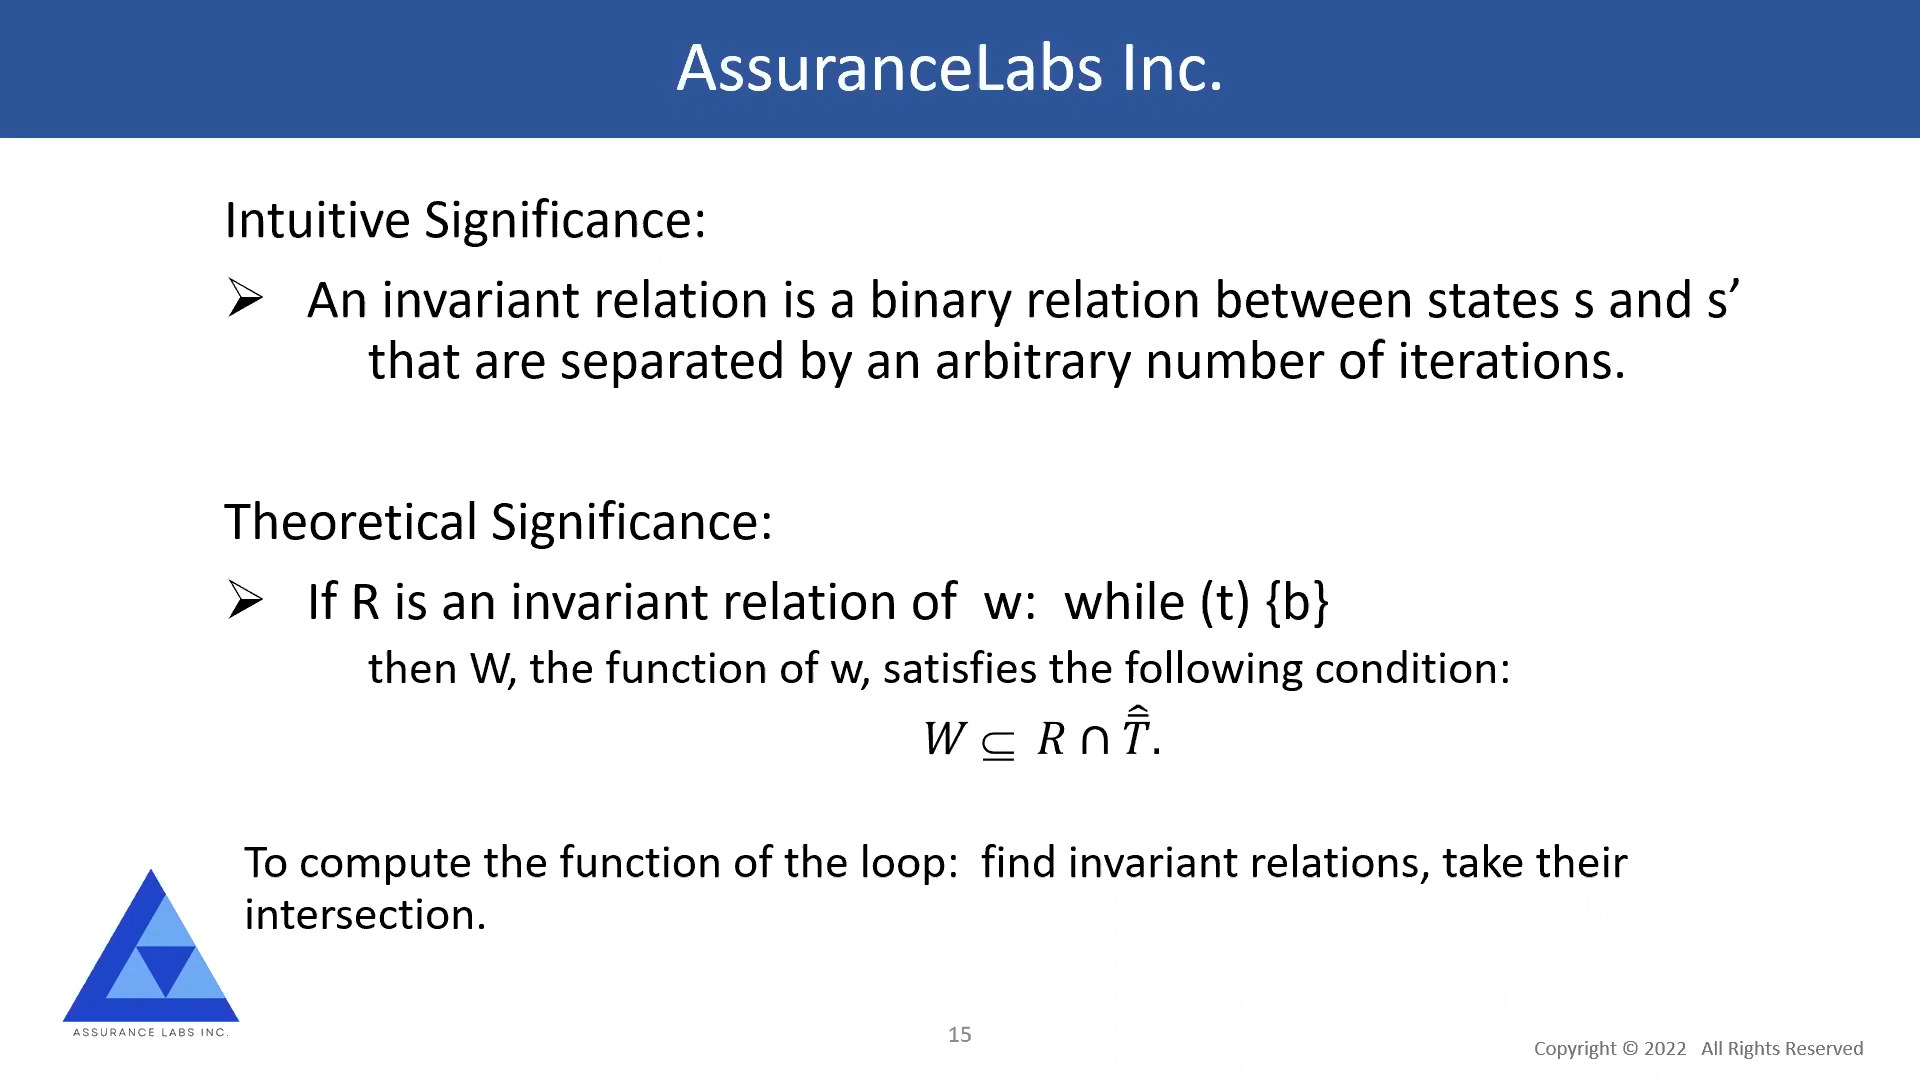 AssuranceLabs Inc.
Intuitive Significance:
➢ An invariant relation is a binary relation between states s and s’
that are separated by an arbitrary number of iterations.
Theoretical Significance:
➢ If R is an invariant relation of w: while (t) {b}
then W, the function of w, satisfies the following condition:
W ⊆ R ∩ \hat{\bar{\bar{T}}}.
To compute the function of the loop: find invariant relations, take their
intersection.
ASSURANCE LABS INC.
15
Copyright © 2022 All Rights Reserved